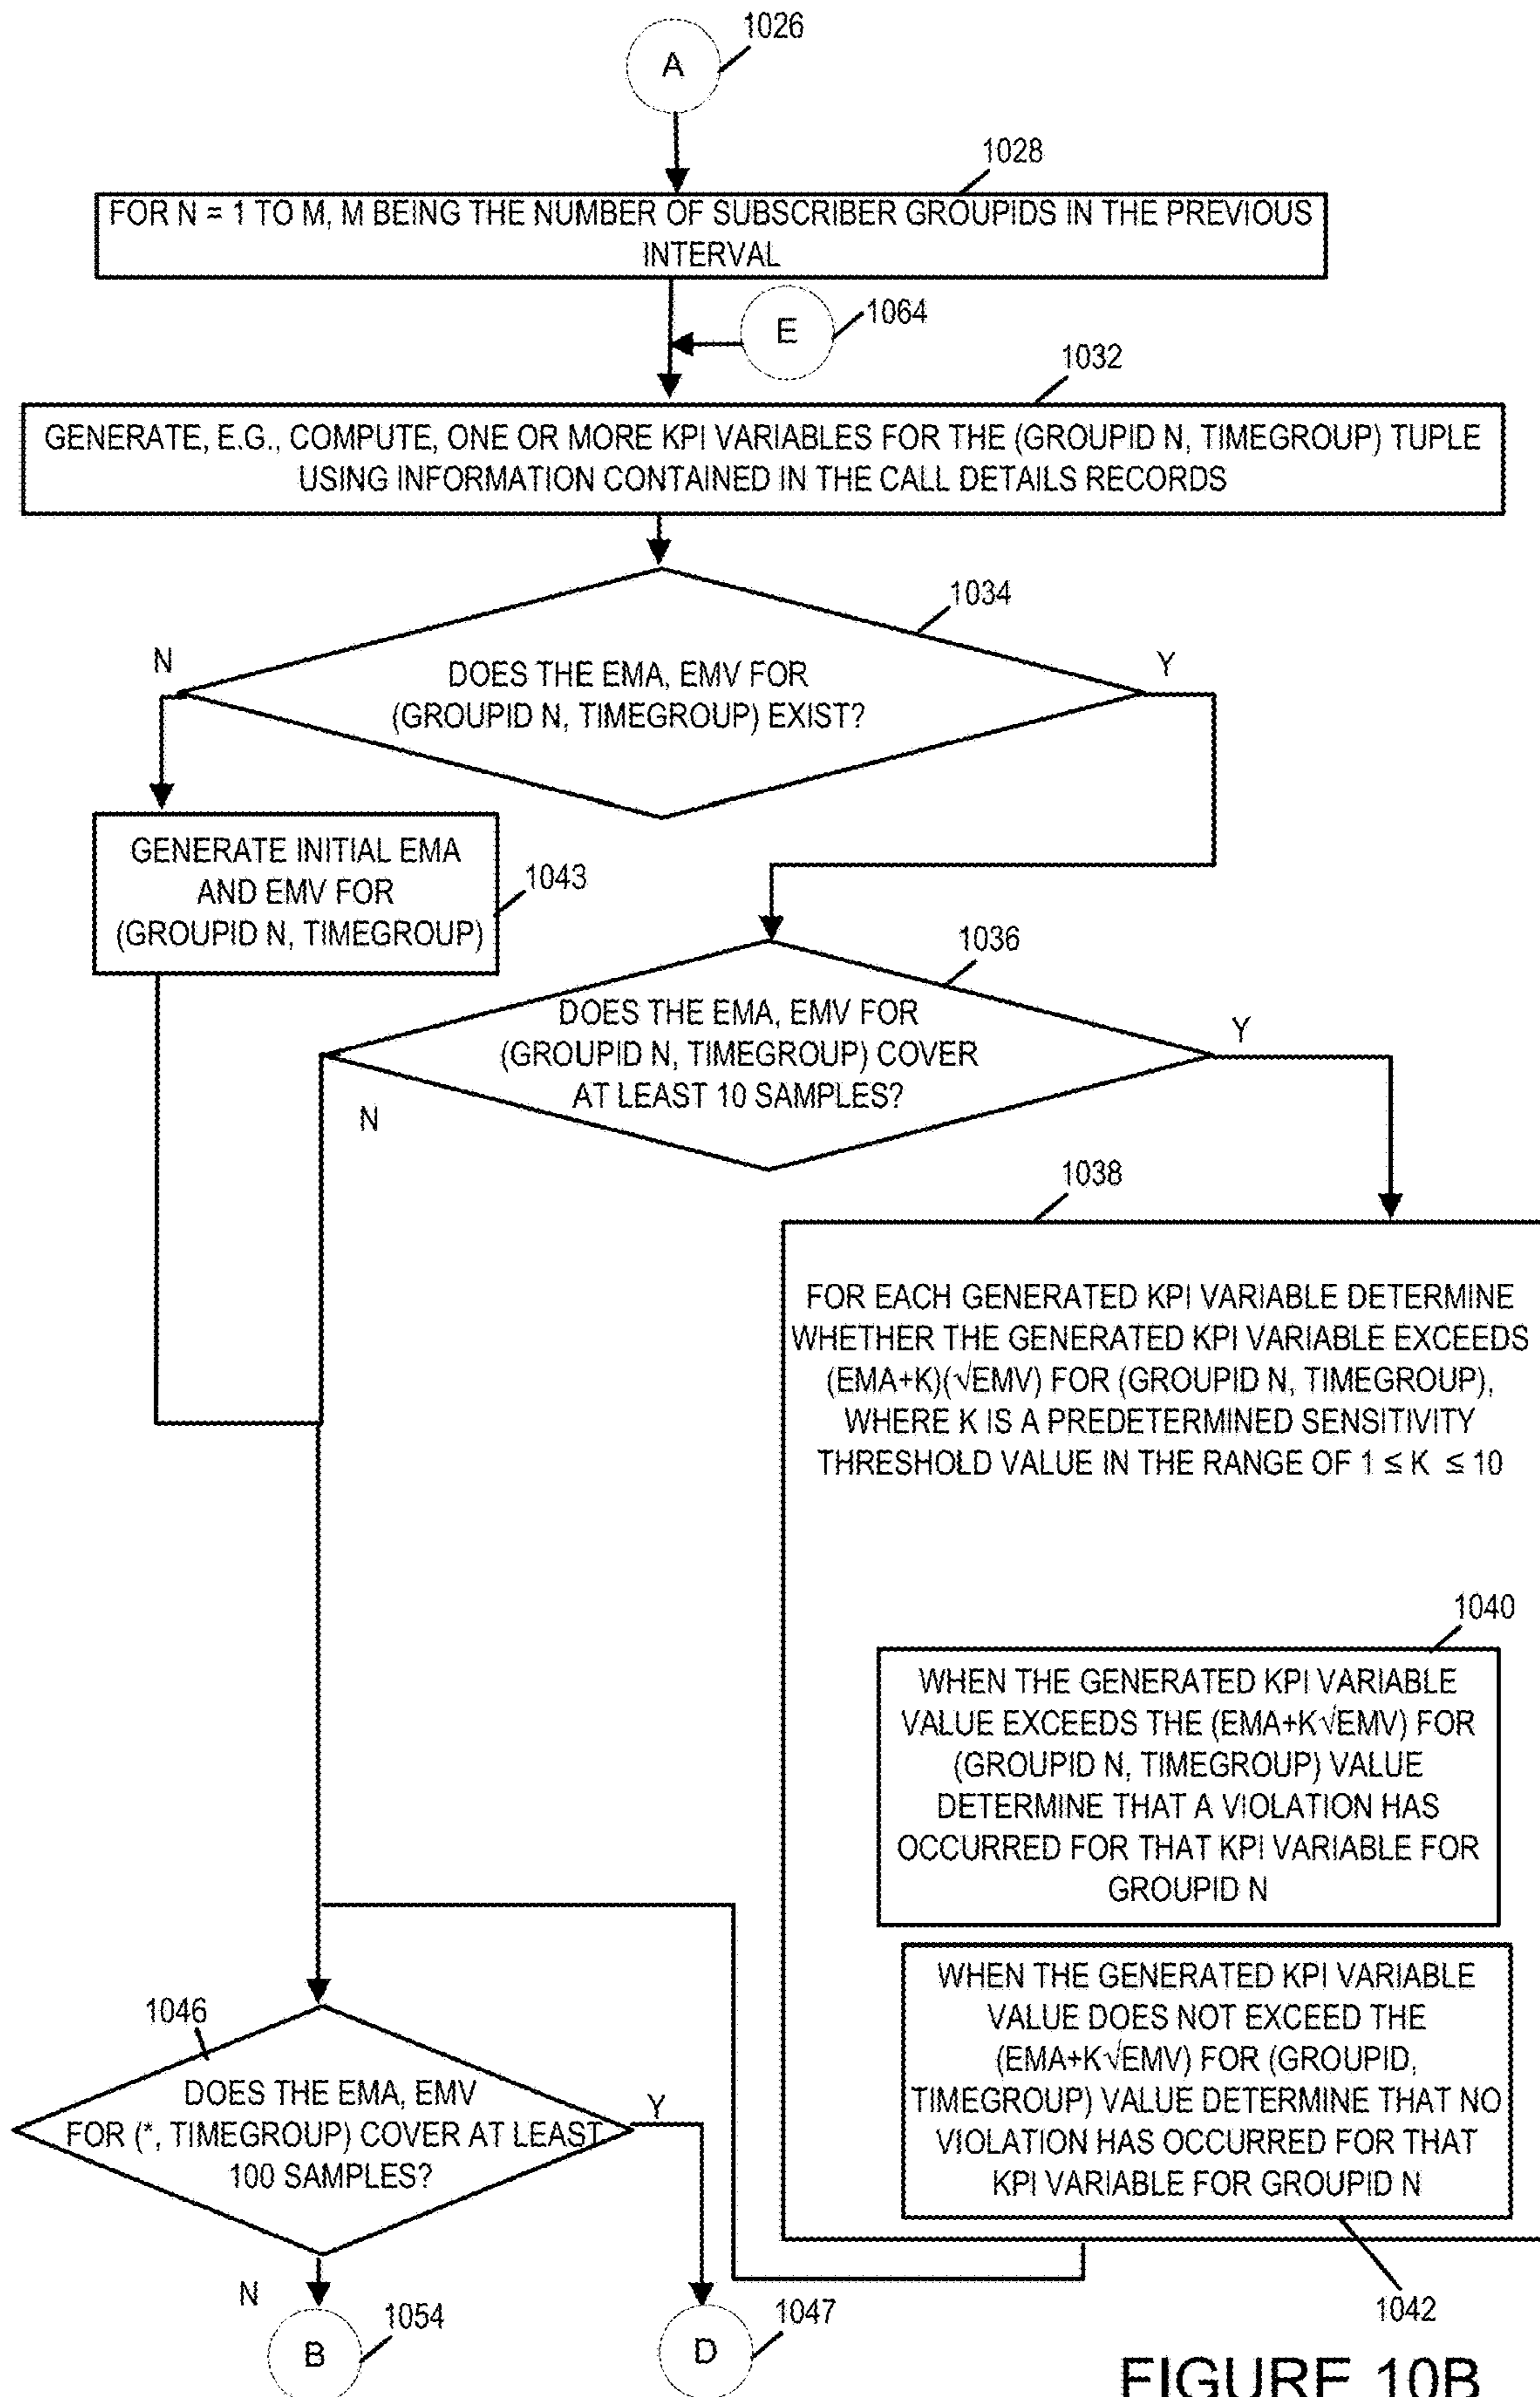 A
1026
1028
FOR N = 1 TO M, M BEING THE NUMBER OF SUBSCRIBER GROUPIDS IN THE PREVIOUS
INTERVAL
E
1064
1032
GENERATE, E.G., COMPUTE, ONE OR MORE KPI VARIABLES FOR THE (GROUPID N, TIMEGROUP) TUPLE
USING INFORMATION CONTAINED IN THE CALL DETAILS RECORDS
1034
N
Y
DOES THE EMA, EMV FOR
(GROUPID N, TIMEGROUP) EXIST?
GENERATE INITIAL EMA
AND EMV FOR
(GROUPID N, TIMEGROUP)
1043
1036
DOES THE EMA, EMV FOR
(GROUPID N, TIMEGROUP) COVER
AT LEAST 10 SAMPLES?
Y
N
1038
FOR EACH GENERATED KPI VARIABLE DETERMINE
WHETHER THE GENERATED KPI VARIABLE EXCEEDS
(EMA+K)(√EMV) FOR (GROUPID N, TIMEGROUP),
WHERE K IS A PREDETERMINED SENSITIVITY
THRESHOLD VALUE IN THE RANGE OF 1 ≤ K ≤ 10
1040
WHEN THE GENERATED KPI VARIABLE
VALUE EXCEEDS THE (EMA+K√EMV) FOR
(GROUPID N, TIMEGROUP) VALUE
DETERMINE THAT A VIOLATION HAS
OCCURRED FOR THAT KPI VARIABLE FOR
GROUPID N
WHEN THE GENERATED KPI VARIABLE
VALUE DOES NOT EXCEED THE
(EMA+K√EMV) FOR (GROUPID,
TIMEGROUP) VALUE DETERMINE THAT NO
VIOLATION HAS OCCURRED FOR THAT
KPI VARIABLE FOR GROUPID N
1042
1046
DOES THE EMA, EMV
FOR (*, TIMEGROUP) COVER AT LEAST
100 SAMPLES?
Y
N
B
1054
D
1047
FIGURE 10B